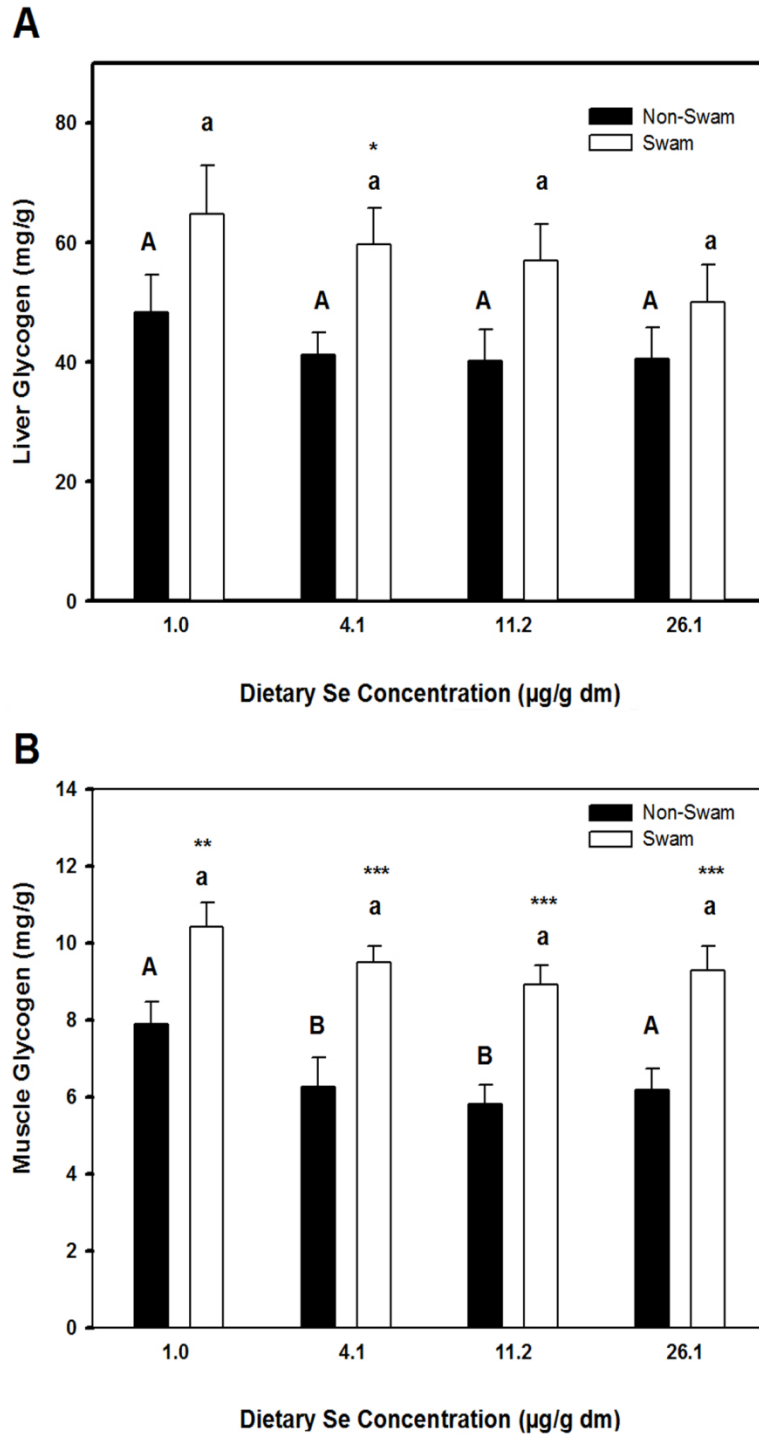 A
Liver Glycogen (mg/g)
80
60
40
20
0
Non-Swam
Swam
A
a
A
*
a
A
a
A
a
1.0 4.1 11.2 26.1
Dietary Se Concentration (µg/g dm)
B
Muscle Glycogen (mg/g)
14
12
10
8
6
4
2
0
Non-Swam
Swam
A
**
a
B
***
a
B
***
a
A
***
a
1.0 4.1 11.2 26.1
Dietary Se Concentration (µg/g dm)